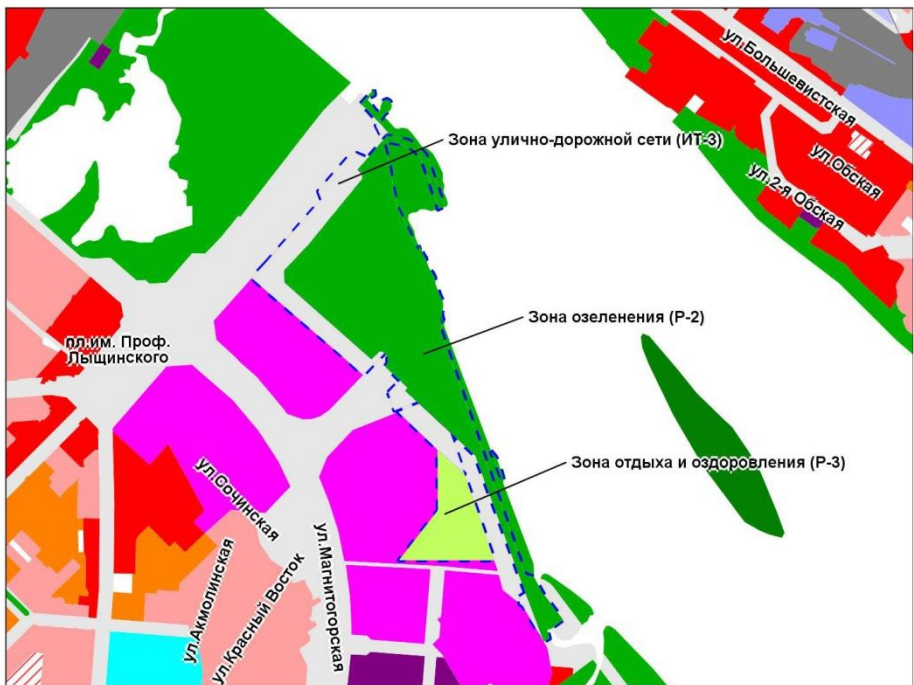 ул.Большевистская
Зона улично-дорожной сети (ИТ-3)
ул.Обская
ул.2-я Обская
Зона озеленения (Р-2)
пл.им. Проф.
Лыщинского
Зона отдыха и оздоровления (Р-3)
ул.Сочинская
ул.Магнитогорская
ул.Акмолинская
ул.Красный Восток